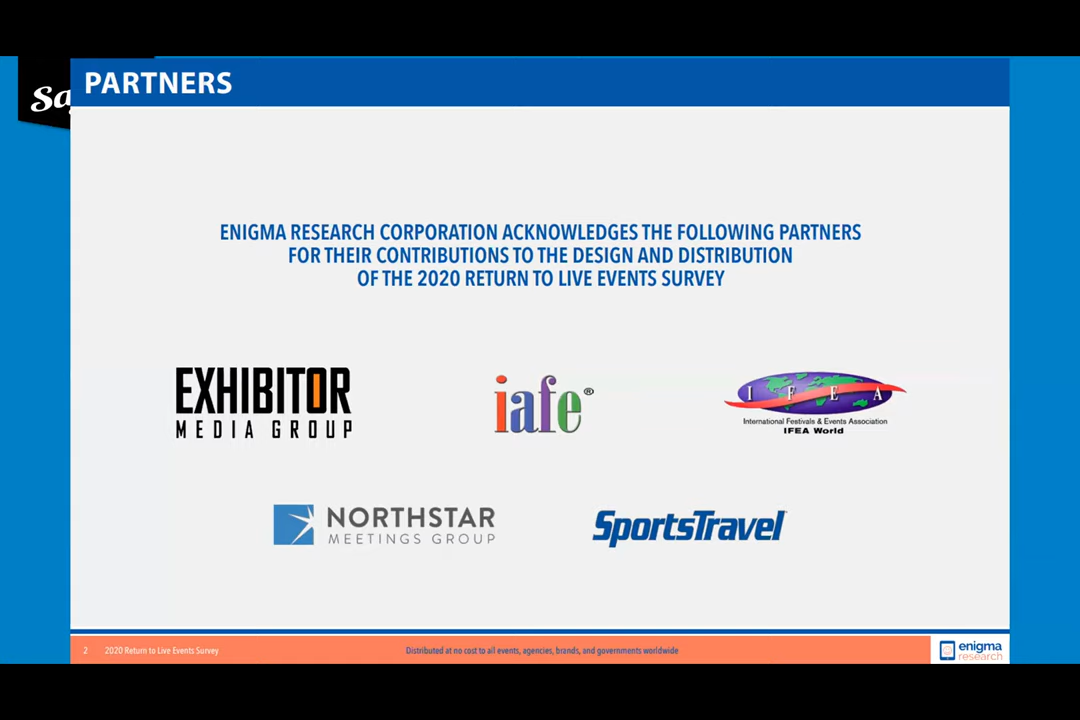 PARTNERS
ENIGMA RESEARCH CORPORATION ACKNOWLEDGES THE FOLLOWING PARTNERS
FOR THEIR CONTRIBUTIONS TO THE DESIGN AND DISTRIBUTION
OF THE 2020 RETURN TO LIVE EVENTS SURVEY
EXHIBITOR
MEDIA GROUP
iafe®
I F E A
International Festivals & Events Association
IFEA World
NORTHSTAR
MEETINGS GROUP
SportsTravel
2 2020 Return to Live Events Survey
Distributed at no cost to all events, agencies, brands, and governments worldwide
enigma
research